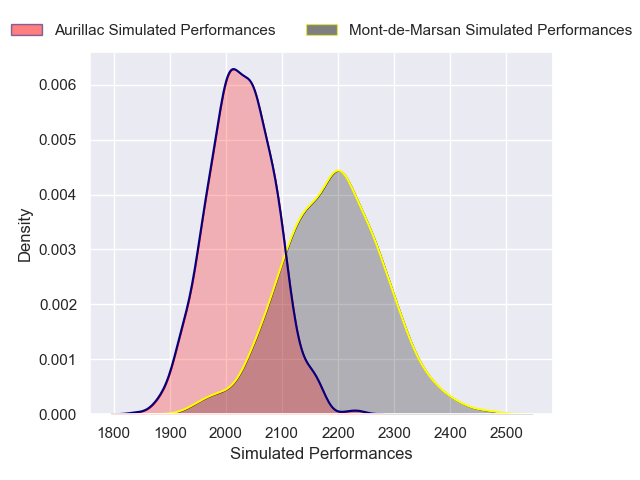 Aurillac Simulated Performances
Mont-de-Marsan Simulated Performances
Density
0.006
0.005
0.004
0.003
0.002
0.001
0.000
1800 1900 2000 2100 2200 2300 2400 2500
Simulated Performances